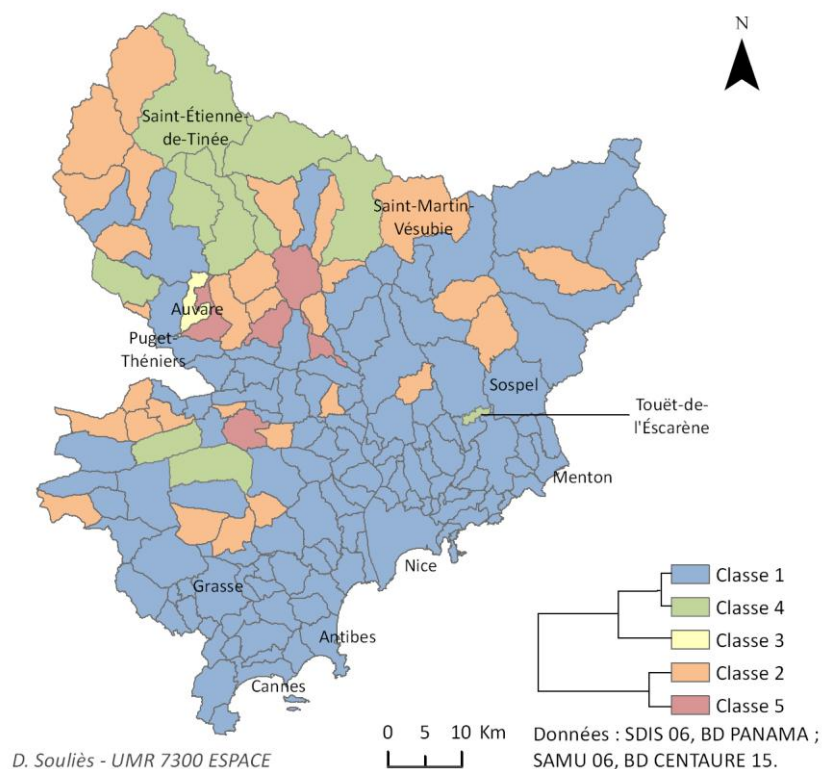 N
Saint-Étienne-
de-Tinée
Saint-Martin-
Vésubie
Auvare
Puget-
Théniers
Sospel
Touët-de-
l'Éscarène
Menton
Nice
Grasse
Antibes
Cannes
Classe 1
Classe 4
Classe 3
Classe 2
Classe 5
0 5 10 Km
Données : SDIS 06, BD PANAMA ;
SAMU 06, BD CENTAURE 15.
D. Souliès - UMR 7300 ESPACE